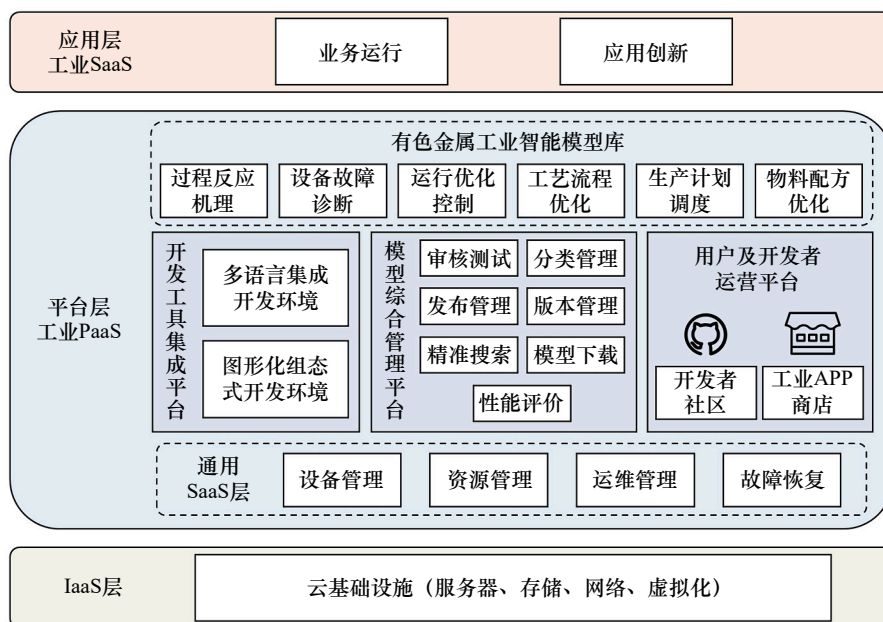 应用层
工业SaaS
业务运行
应用创新
有色金属工业智能模型库
过程反应
机理
设备故障
诊断
运行优化
控制
工艺流程
优化
生产计划
调度
物料配方
优化
平台层
工业PaaS
开发工具集成平台
多语言集成
开发环境
图形化组态
式开发环境
模型综合管理平台
审核测试
分类管理
发布管理
版本管理
精准搜索
模型下载
性能评价
用户及开发者
运营平台
开发者
社区
工业APP
商店
通用
SaaS层
设备管理
资源管理
运维管理
故障恢复
IaaS层
云基础设施（服务器、存储、网络、虚拟化）